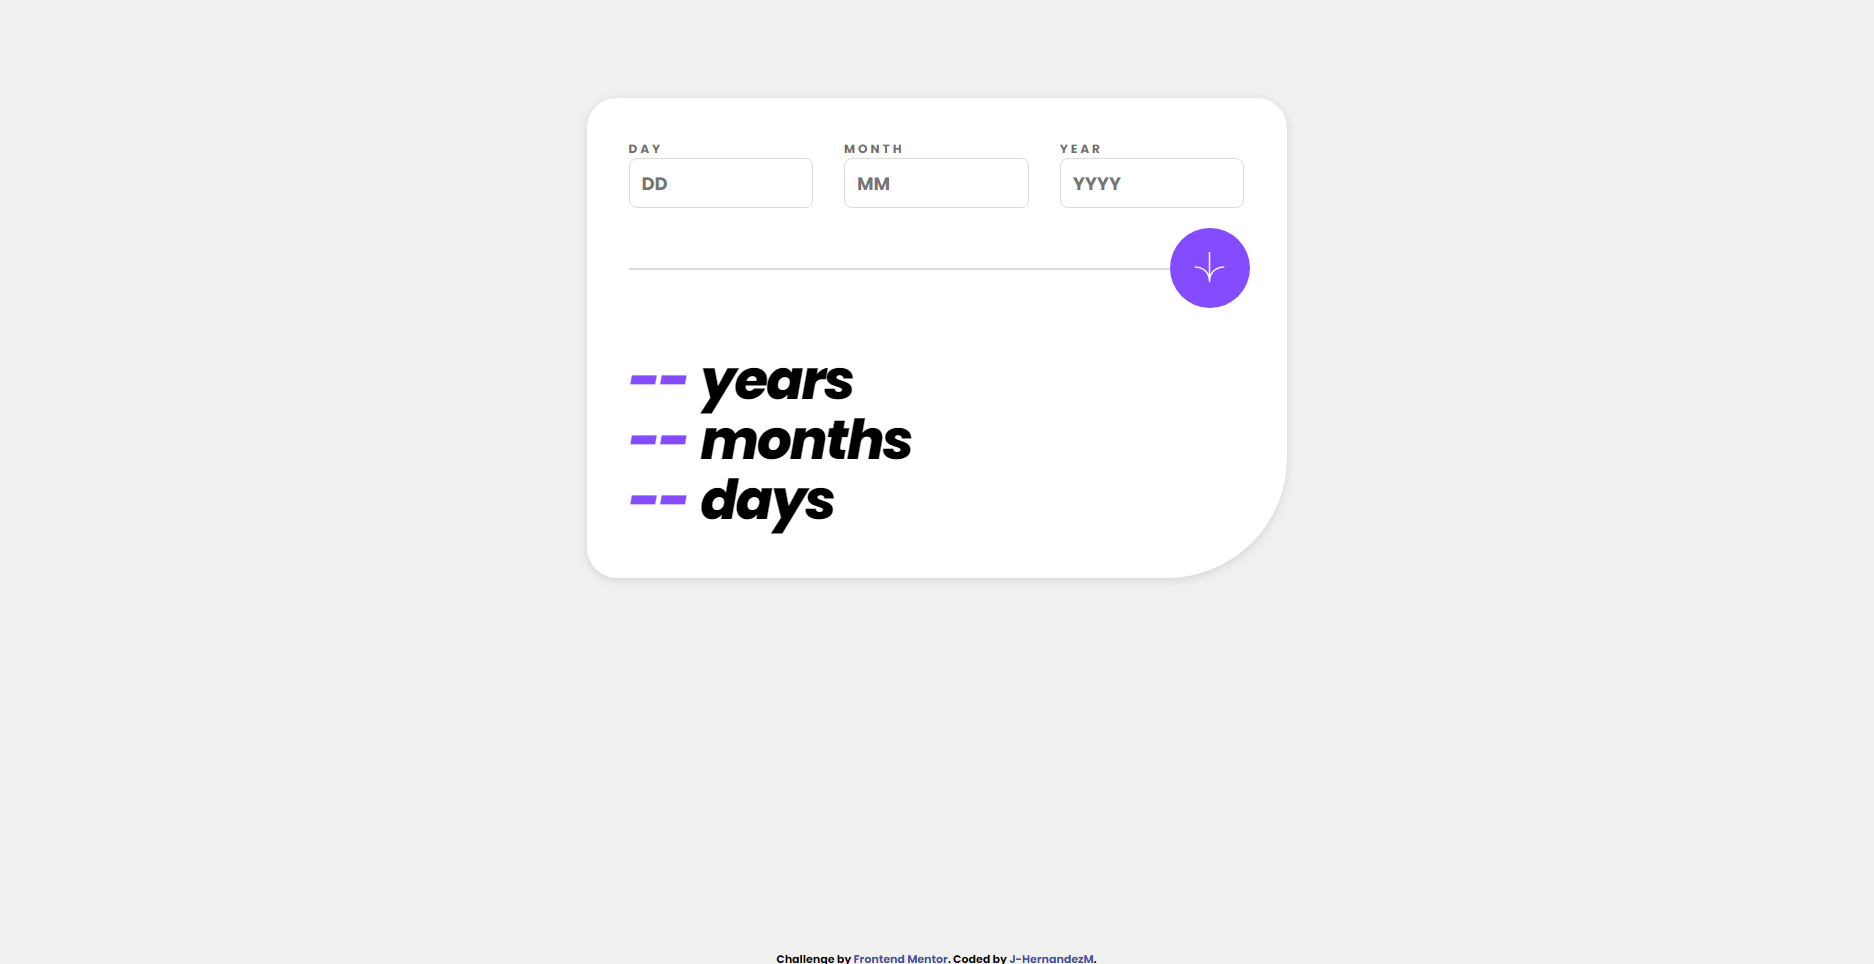 DAY MONTH YEAR
DD MM YYYY
-- years
-- months
-- days
Challenge by Frontend Mentor. Coded by J-HernandezM.